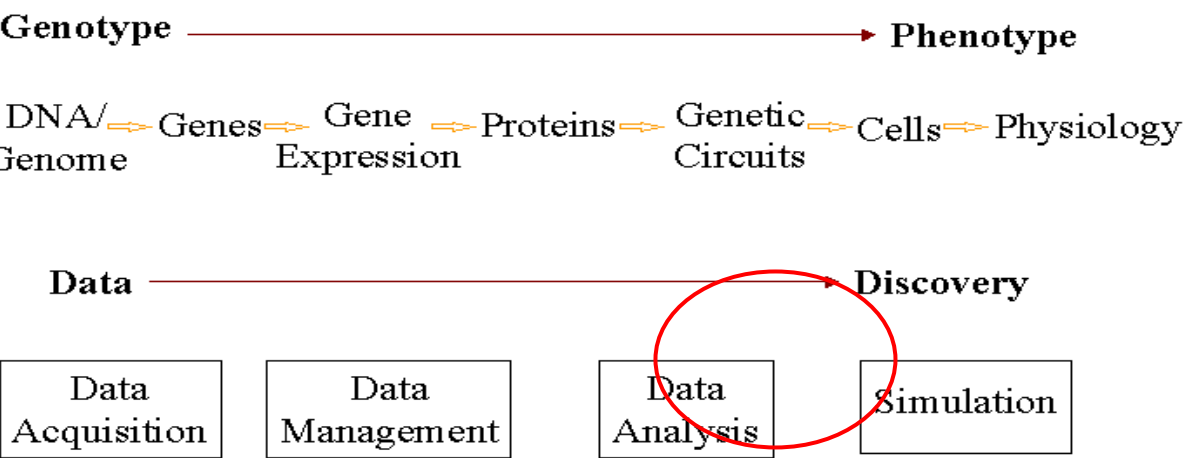 Genotype Phenotype
DNA/ Genes Gene Proteins Genetic Cells Physiology
Genome Expression Circuits
Data Discovery
Data Data Data Simulation
Acquisition Management Analysis